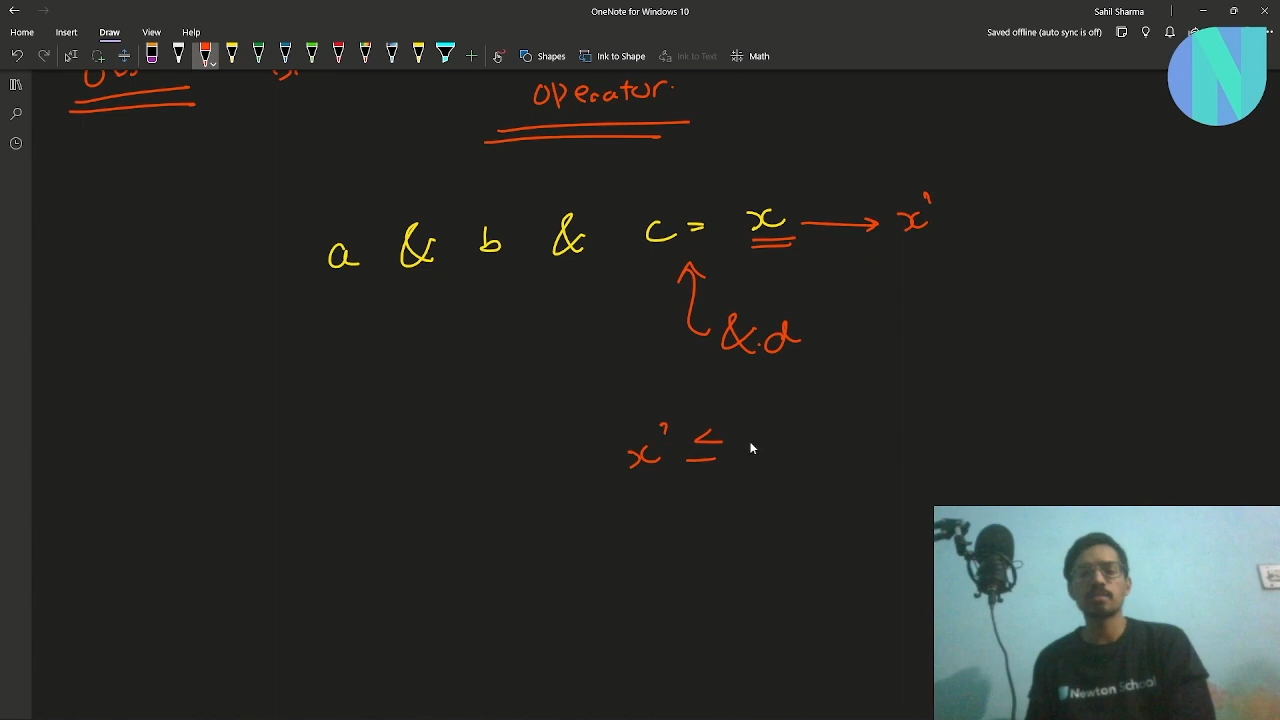 OneNote for Windows 10
Sahil Sharma
Home Insert Draw View Help
Saved offline (auto sync is off)
Shapes Ink to Shape Ink to Text Math
operator.
a & b & c = x → x'
&.d
x' ≤
Newton School